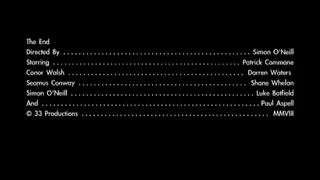 The End
Directed By ........................................ Simon O'Neill
Starring ........................................ Patrick Commane
Conor Walsh ........................................ Darren Waters
Seamus Conway ........................................ Shane Whelan
Simon O'Neill ........................................ Luke Botfield
And ........................................ Paul Aspell
© 33 Productions ........................................ MMVIII